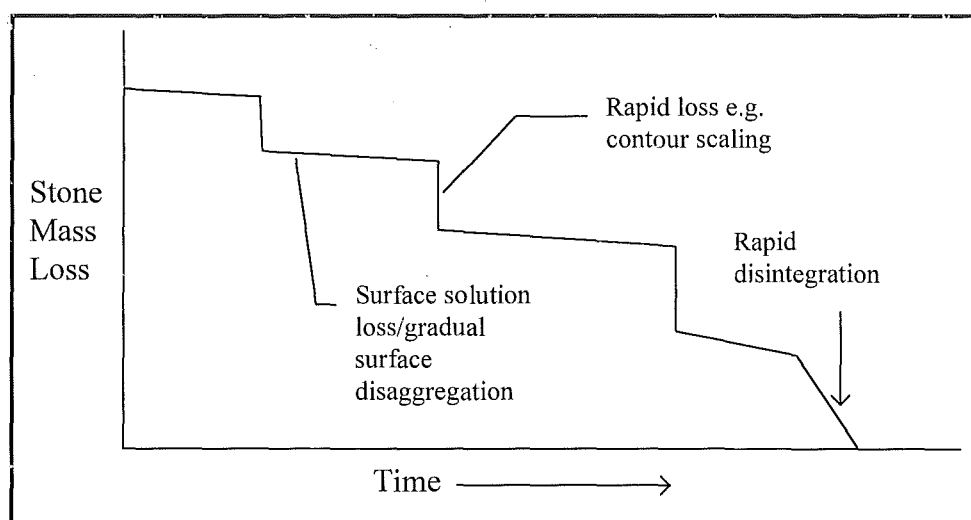 Stone
Mass
Loss
Rapid loss e.g.
contour scaling
Rapid
disintegration
Surface solution
loss/gradual
surface
disaggregation
Time